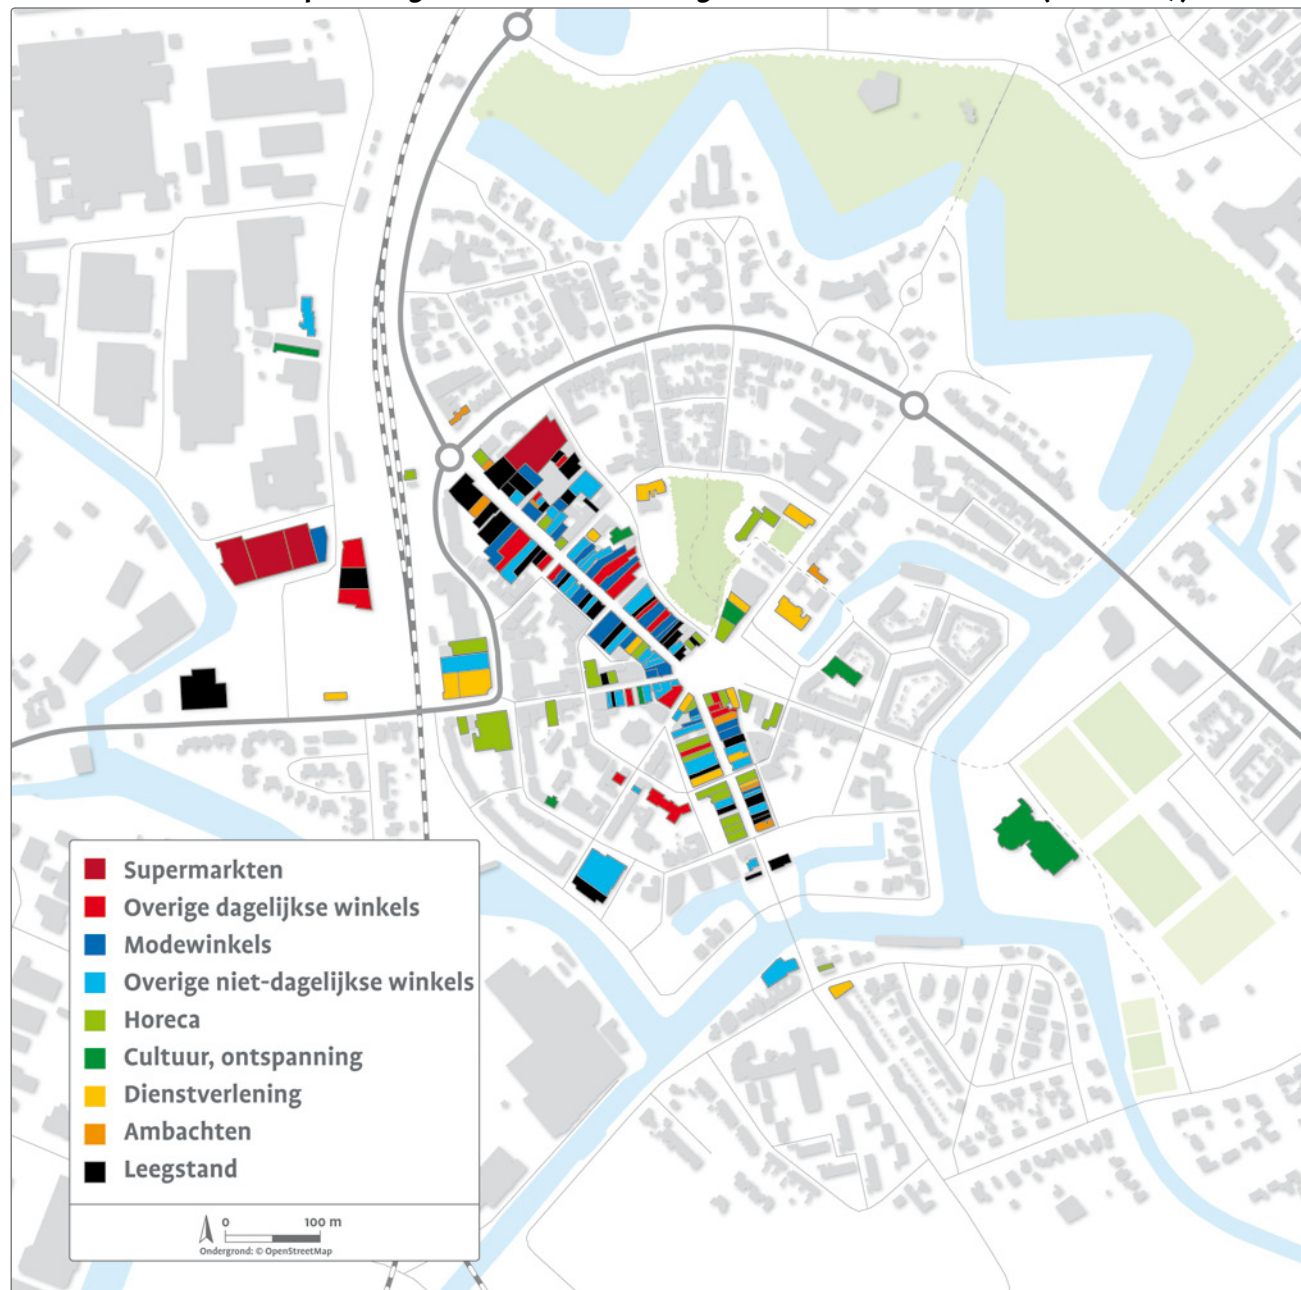 Supermarkten
Overige dagelijkse winkels
Modewinkels
Overige niet-dagelijkse winkels
Horeca
Cultuur, ontspanning
Dienstverlening
Ambachten
Leegstand
0 100 m
Ondergrond: © OpenStreetMap